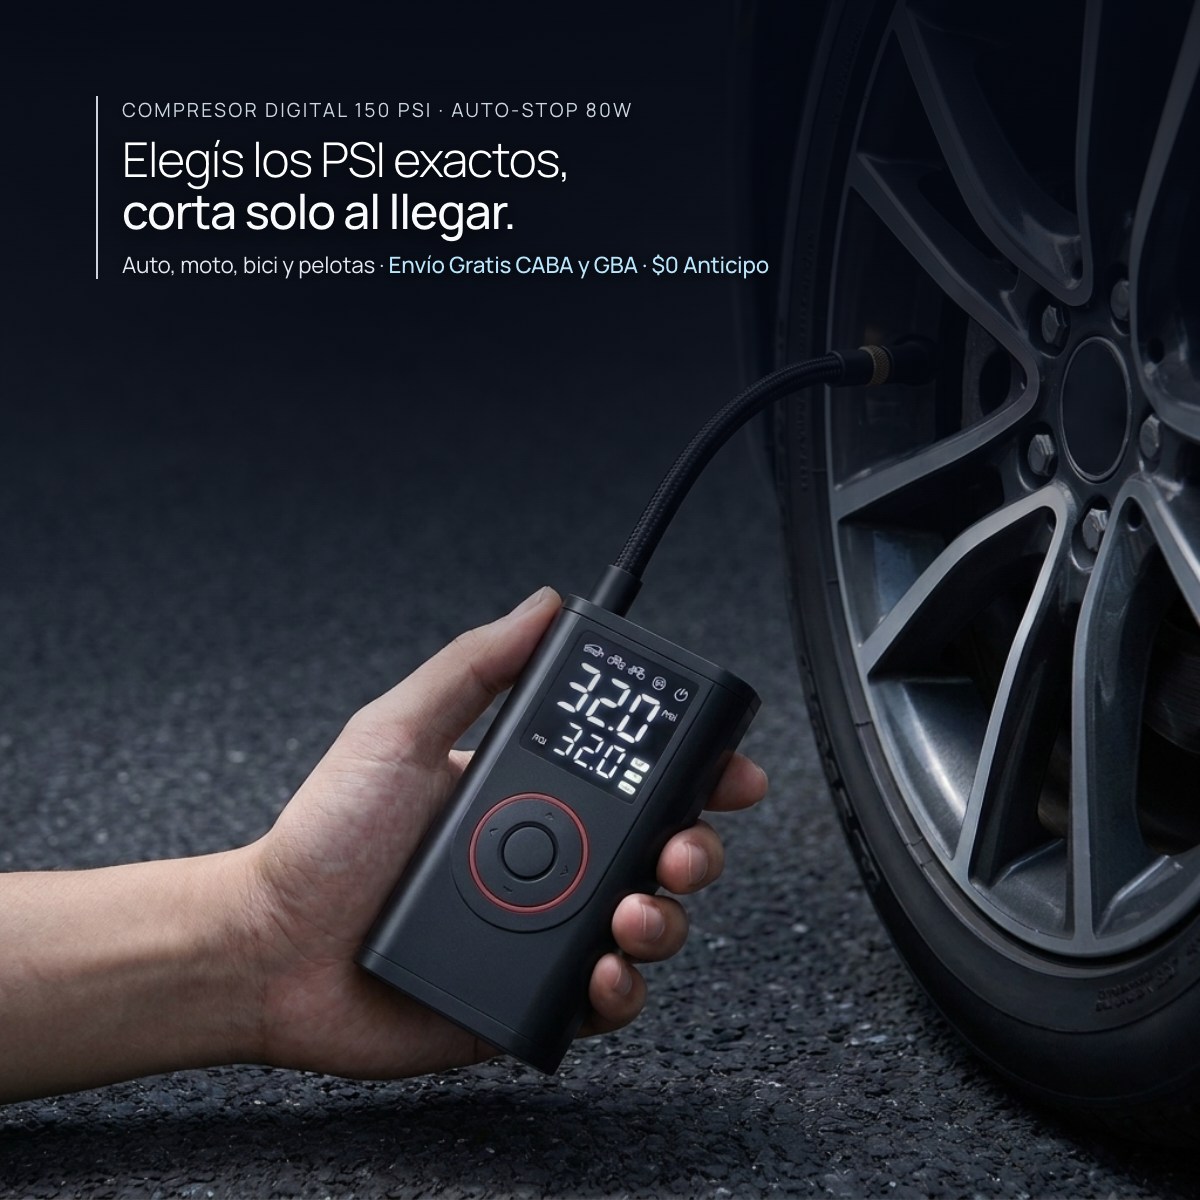 COMPRESOR DIGITAL 150 PSI · AUTO-STOP 80W
Elegís los PSI exactos,
corta solo al llegar.
Auto, moto, bici y pelotas · Envío Gratis CABA y GBA · $0 Anticipo
32.0
32.0